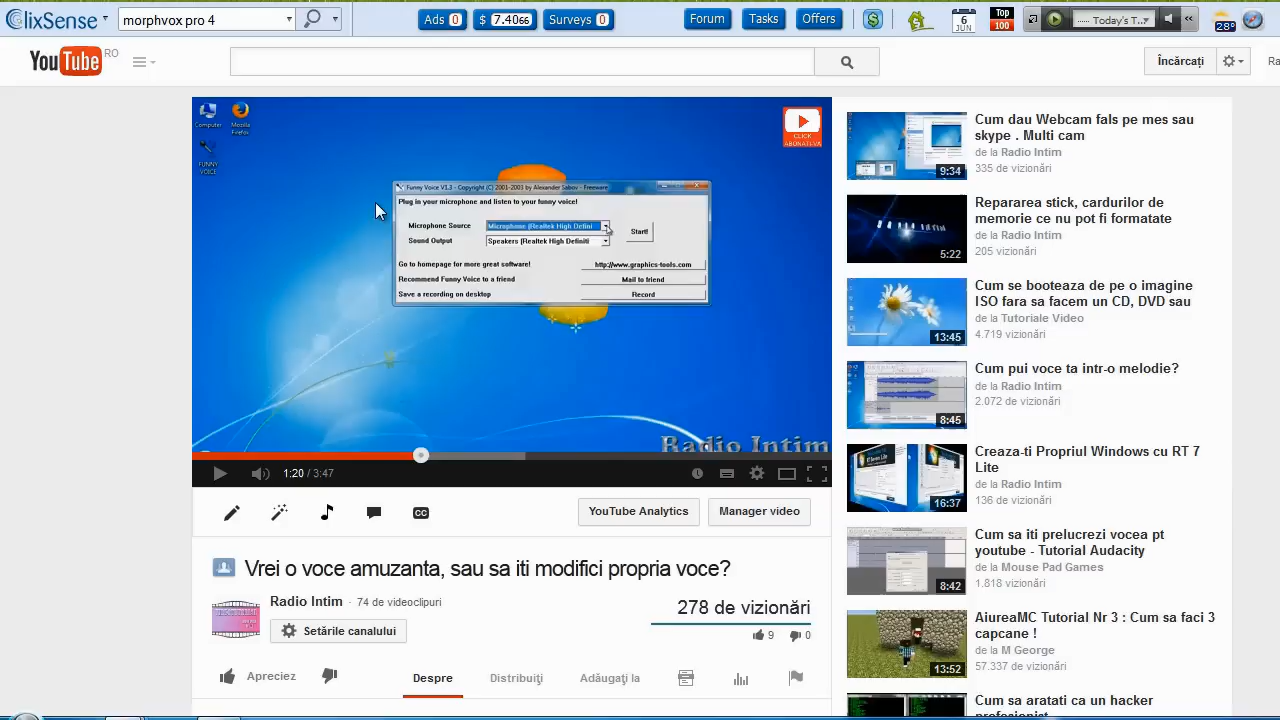 ClixSense
morphvox pro 4
Ads 0
$ 7.4066
Surveys 0
Forum
Tasks
Offers
6
JUN
Top
100
.... Today's T...
28°
YouTube RO
Încărcați
Ra
Computer
Mozilla
Firefox
FUNNY
VOICE
CLICK
ABONATI-VA
Funny Voice V1.3 - Copyright (C) 2001-2003 by Alexander Sabov - Freeware
Plug in your microphone and listen to your funny voice!
Microphone Source
Microphone (Realtek High Defini
Start!
Sound Output
Speakers (Realtek High Definiti
Go to homepage for more great software!
http://www.graphics-tools.com
Recommend Funny Voice to a friend
Mail to friend
Save a recording on desktop
Record
Radio Intim
1:20 / 3:47
CC
YouTube Analytics
Manager video
Vrei o voce amuzanta, sau sa iti modifici propria voce?
Radio Intim · 74 de videoclipuri
Setările canalului
278 de vizionări
9
0
Apreciez
Despre
Distribuiți
Adăugați la
Cum dau Webcam fals pe mes sau
skype . Multi cam
de la Radio Intim
335 de vizionări
9:34
Repararea stick, cardurilor de
memorie ce nu pot fi formatate
de la Radio Intim
205 vizionări
5:22
Cum se booteaza de pe o imagine
ISO fara sa facem un CD, DVD sau
de la Tutoriale Video
4.719 vizionări
13:45
Cum pui voce ta intr-o melodie?
de la Radio Intim
2.072 de vizionări
8:45
Creaza-ti Propriul Windows cu RT 7
Lite
de la Radio Intim
136 de vizionări
16:37
Cum sa iti prelucrezi vocea pt
youtube - Tutorial Audacity
de la Mouse Pad Games
1.818 vizionări
8:42
AiureaMC Tutorial Nr 3 : Cum sa faci 3
capcane !
de la M George
57.337 de vizionări
13:52
Cum sa aratati ca un hacker
profesionist